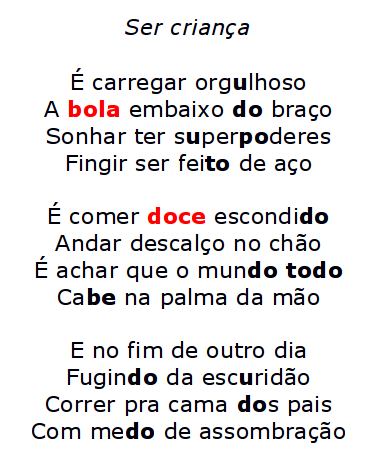 Ser criança
É carregar orgulhoso
A bola embaixo do braço
Sonhar ter superpoderes
Fingir ser feito de aço
É comer doce escondido
Andar descalço no chão
É achar que o mundo todo
Cabe na palma da mão
E no fim de outro dia
Fugindo da escuridão
Correr pra cama dos pais
Com medo de assombração